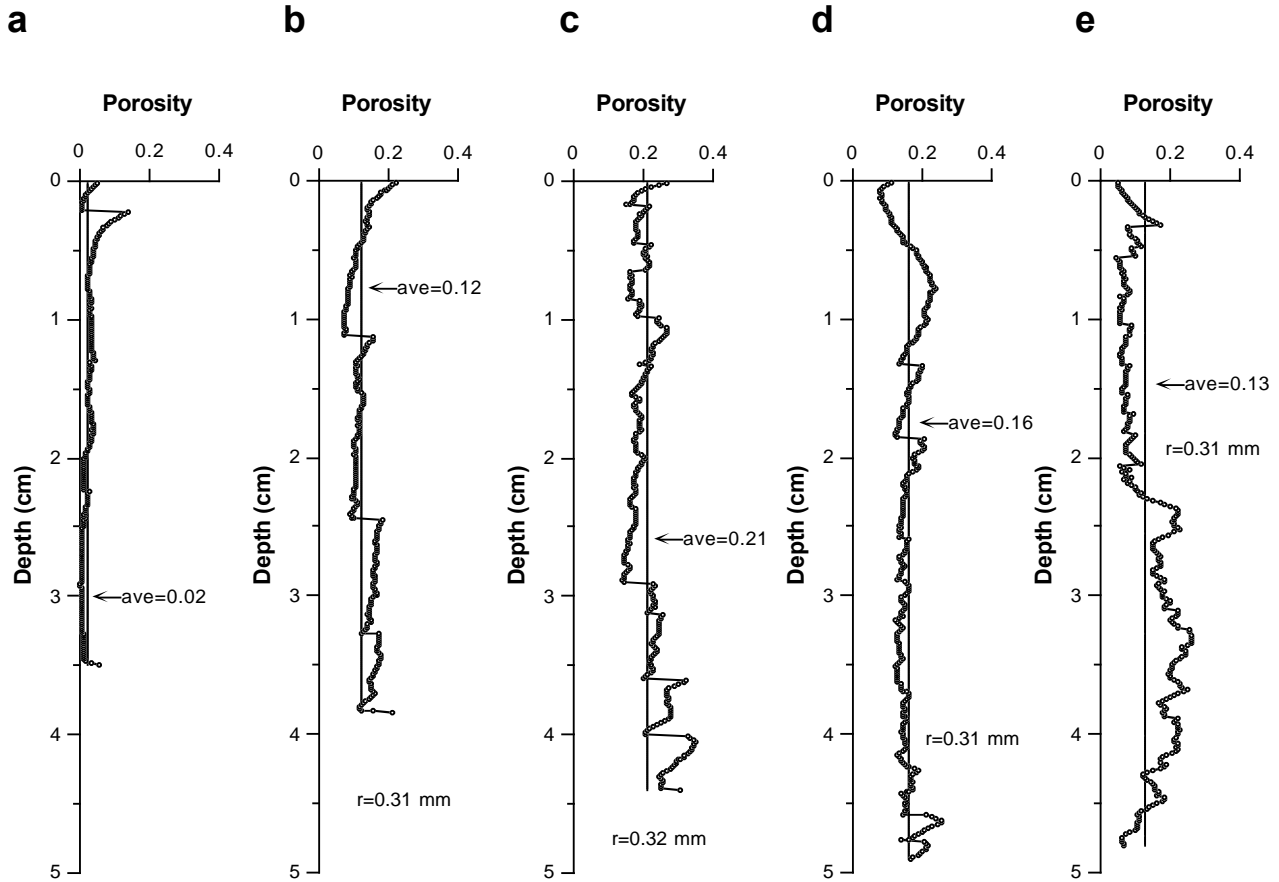 a
b
c
d
e
Porosity
Porosity
Porosity
Porosity
Porosity
0 0.2 0.4
0 0.2 0.4
0 0.2 0.4
0 0.2 0.4
0 0.2 0.4
Depth (cm)
0
1
2
3
4
5
ave=0.02
Depth (cm)
0
1
2
3
4
5
ave=0.12
r=0.31 mm
Depth (cm)
0
1
2
3
4
5
ave=0.21
r=0.32 mm
Depth (cm)
0
1
2
3
4
5
ave=0.16
r=0.31 mm
Depth (cm)
0
1
2
3
4
5
ave=0.13
r=0.31 mm